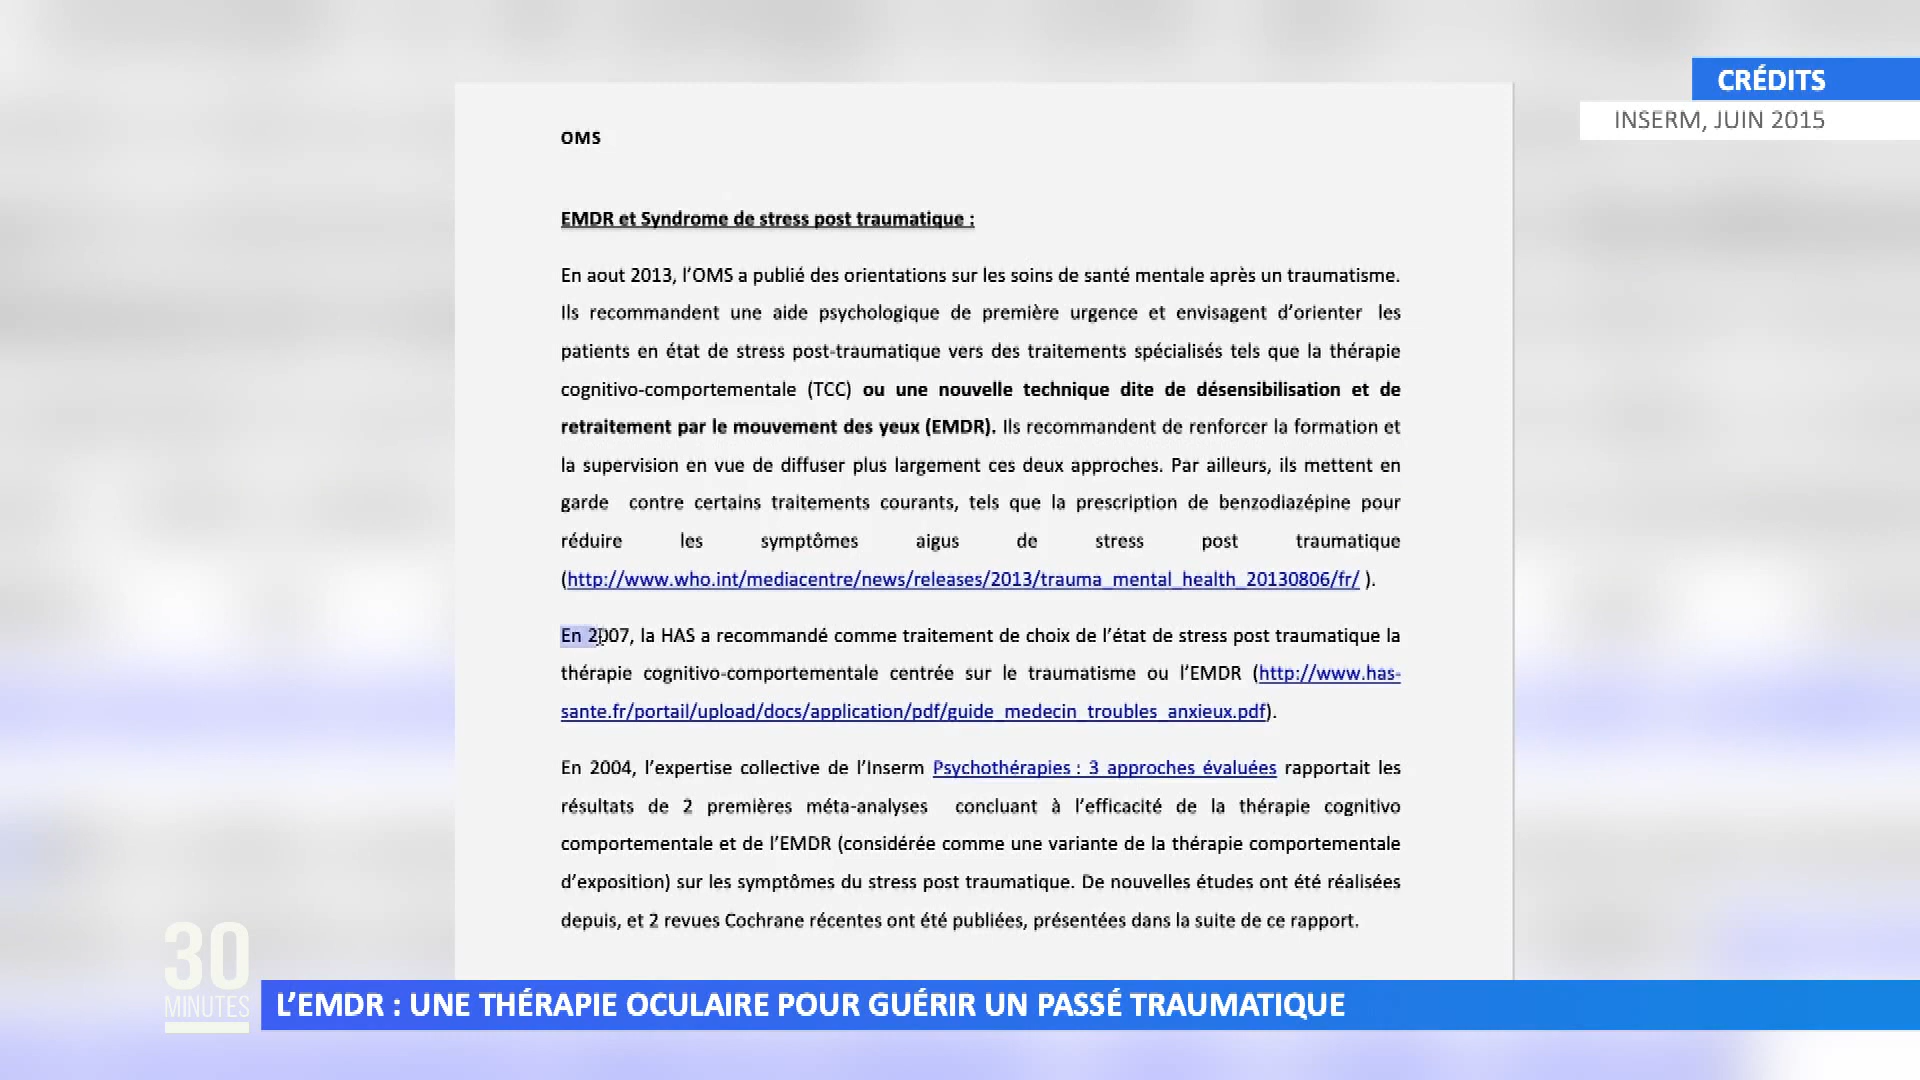 CRÉDITS
INSERM, JUIN 2015
OMS
EMDR et Syndrome de stress post traumatique :
En aout 2013, l’OMS a publié des orientations sur les soins de santé mentale après un traumatisme.
Ils recommandent une aide psychologique de première urgence et envisagent d’orienter les
patients en état de stress post-traumatique vers des traitements spécialisés tels que la thérapie
cognitivo-comportementale (TCC) ou une nouvelle technique dite de désensibilisation et de
retraitement par le mouvement des yeux (EMDR). Ils recommandent de renforcer la formation et
la supervision en vue de diffuser plus largement ces deux approches. Par ailleurs, ils mettent en
garde contre certains traitements courants, tels que la prescription de benzodiazépine pour
réduire les symptômes aigus de stress post traumatique
(http://www.who.int/mediacentre/news/releases/2013/trauma_mental_health_20130806/fr/ ).
En 2007, la HAS a recommandé comme traitement de choix de l’état de stress post traumatique la
thérapie cognitivo-comportementale centrée sur le traumatisme ou l’EMDR (http://www.has-
sante.fr/portail/upload/docs/application/pdf/guide_medecin_troubles_anxieux.pdf).
En 2004, l’expertise collective de l’Inserm Psychothérapies : 3 approches évaluées rapportait les
résultats de 2 premières méta-analyses concluant à l’efficacité de la thérapie cognitivo
comportementale et de l’EMDR (considérée comme une variante de la thérapie comportementale
d’exposition) sur les symptômes du stress post traumatique. De nouvelles études ont été réalisées
depuis, et 2 revues Cochrane récentes ont été publiées, présentées dans la suite de ce rapport.
30
MINUTES
L’EMDR : UNE THÉRAPIE OCULAIRE POUR GUÉRIR UN PASSÉ TRAUMATIQUE